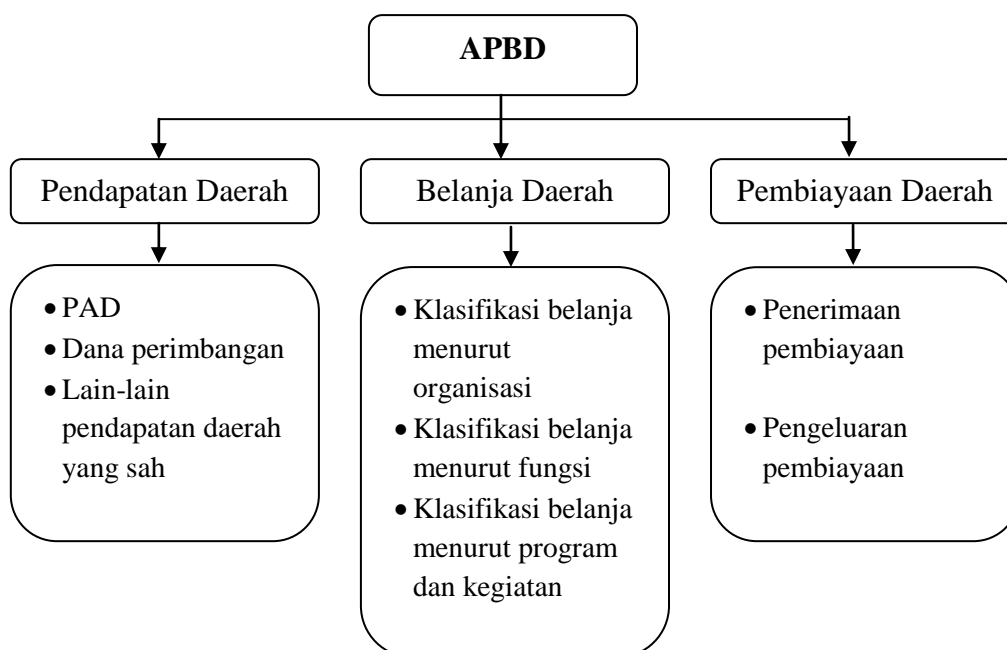 APBD
Pendapatan Daerah
Belanja Daerah
Pembiayaan Daerah
• PAD
• Dana perimbangan
• Lain-lain
pendapatan daerah
yang sah
• Klasifikasi belanja
menurut
organisasi
• Klasifikasi belanja
menurut fungsi
• Klasifikasi belanja
menurut program
dan kegiatan
• Penerimaan
pembiayaan
• Pengeluaran
pembiayaan